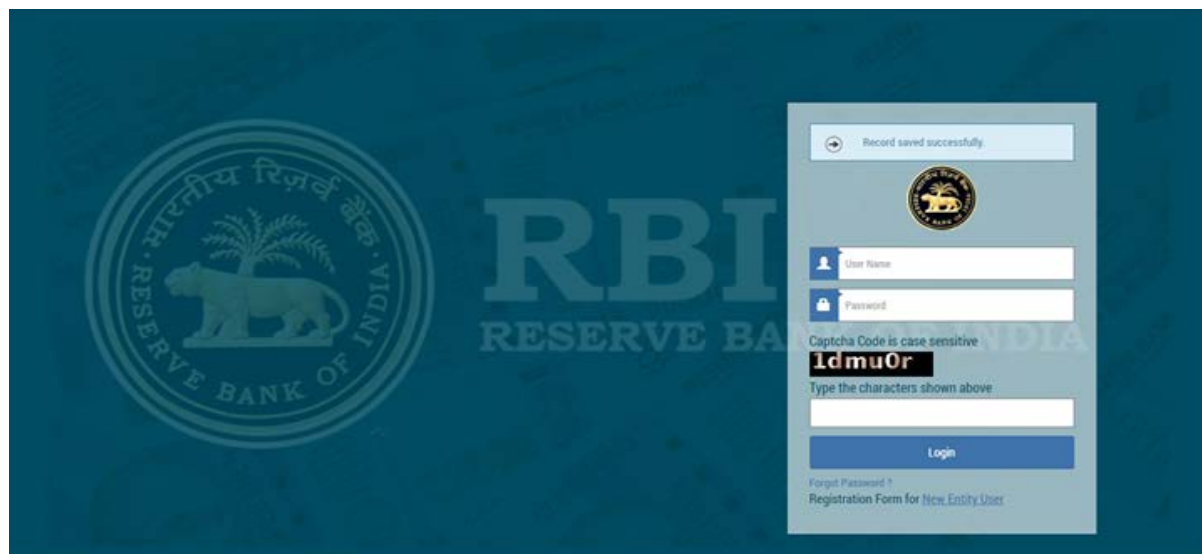 भारतीय रिज़र्व बैंक
RESERVE BANK OF INDIA
RBI
RESERVE BANK OF INDIA
Record saved successfully.
User Name
Password
Captcha Code is case sensitive
1dmu0r
Type the characters shown above
Login
Forgot Password ?
Registration Form for New Entity User